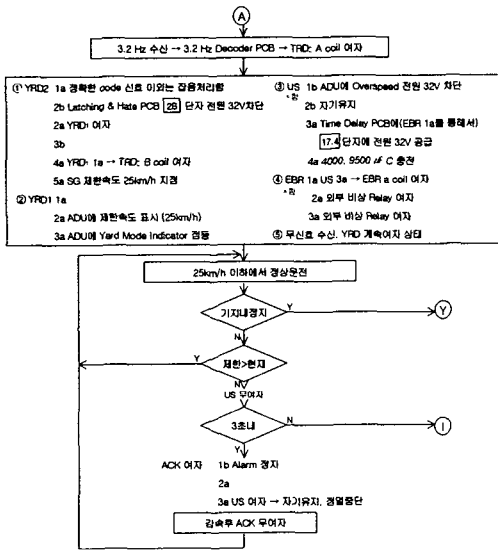 A
3.2 Hz 수신 → 3.2 Hz Decoder PCB → TRD: A coil 여자
① YRD2 1a 정확한 code 신호 이외는 잡음처리함
2b Latching & Hate PCB 28 단자 전원 32V차단
2a YRD₁ 여자
3b
4a YRD₁ 1a → TRD: B coil 여자
5a SG 제한속도 25km/h 지정
② YRD1 1a
2a ADU에 제한속도 표시 (25km/h)
3a ADU에 Yard Mode Indicator 점등
③ US 1b ADU에 Overspeed 전원 32V 차단
2b 자기유지
3a Time Delay PCB에(EBR 1a를 통해서)
17.4 단자에 전원 32V 공급
4a 4000, 9500 ㎌ C 충전
④ EBR 1a US 3a → EBR a coil 여자
2a 외부 비상 Relay 여자
3a 외부 비상 Relay 여자
⑤ 무신호 수신, YRD 계속여자 상태
25km/h 이하에서 정상운전
기지내정지
Y
Y
N
제한>현재
Y
N
US 무여자
3초내
N
I
Y
ACK 여자 1b Alarm 정지
2a
3a US 여자 → 자기유지, 정열중단
감속후 ACK 무여자